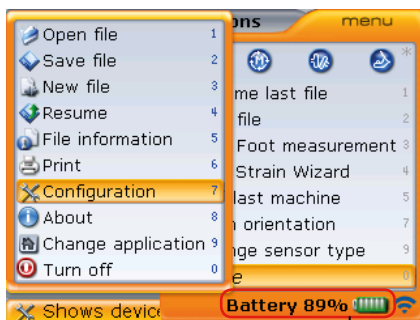 ons
menu
Open file 1
Save file 2
New file 3
Resume 4
File information 5
Print 6
Configuration 7
About 8
Change application 9
Turn off 0
*
me last file 1
file 2
Foot measurement 3
Strain Wizard 4
last machine 5
orientation 7
nge sensor type 9
e 0
Shows device
Battery 89%